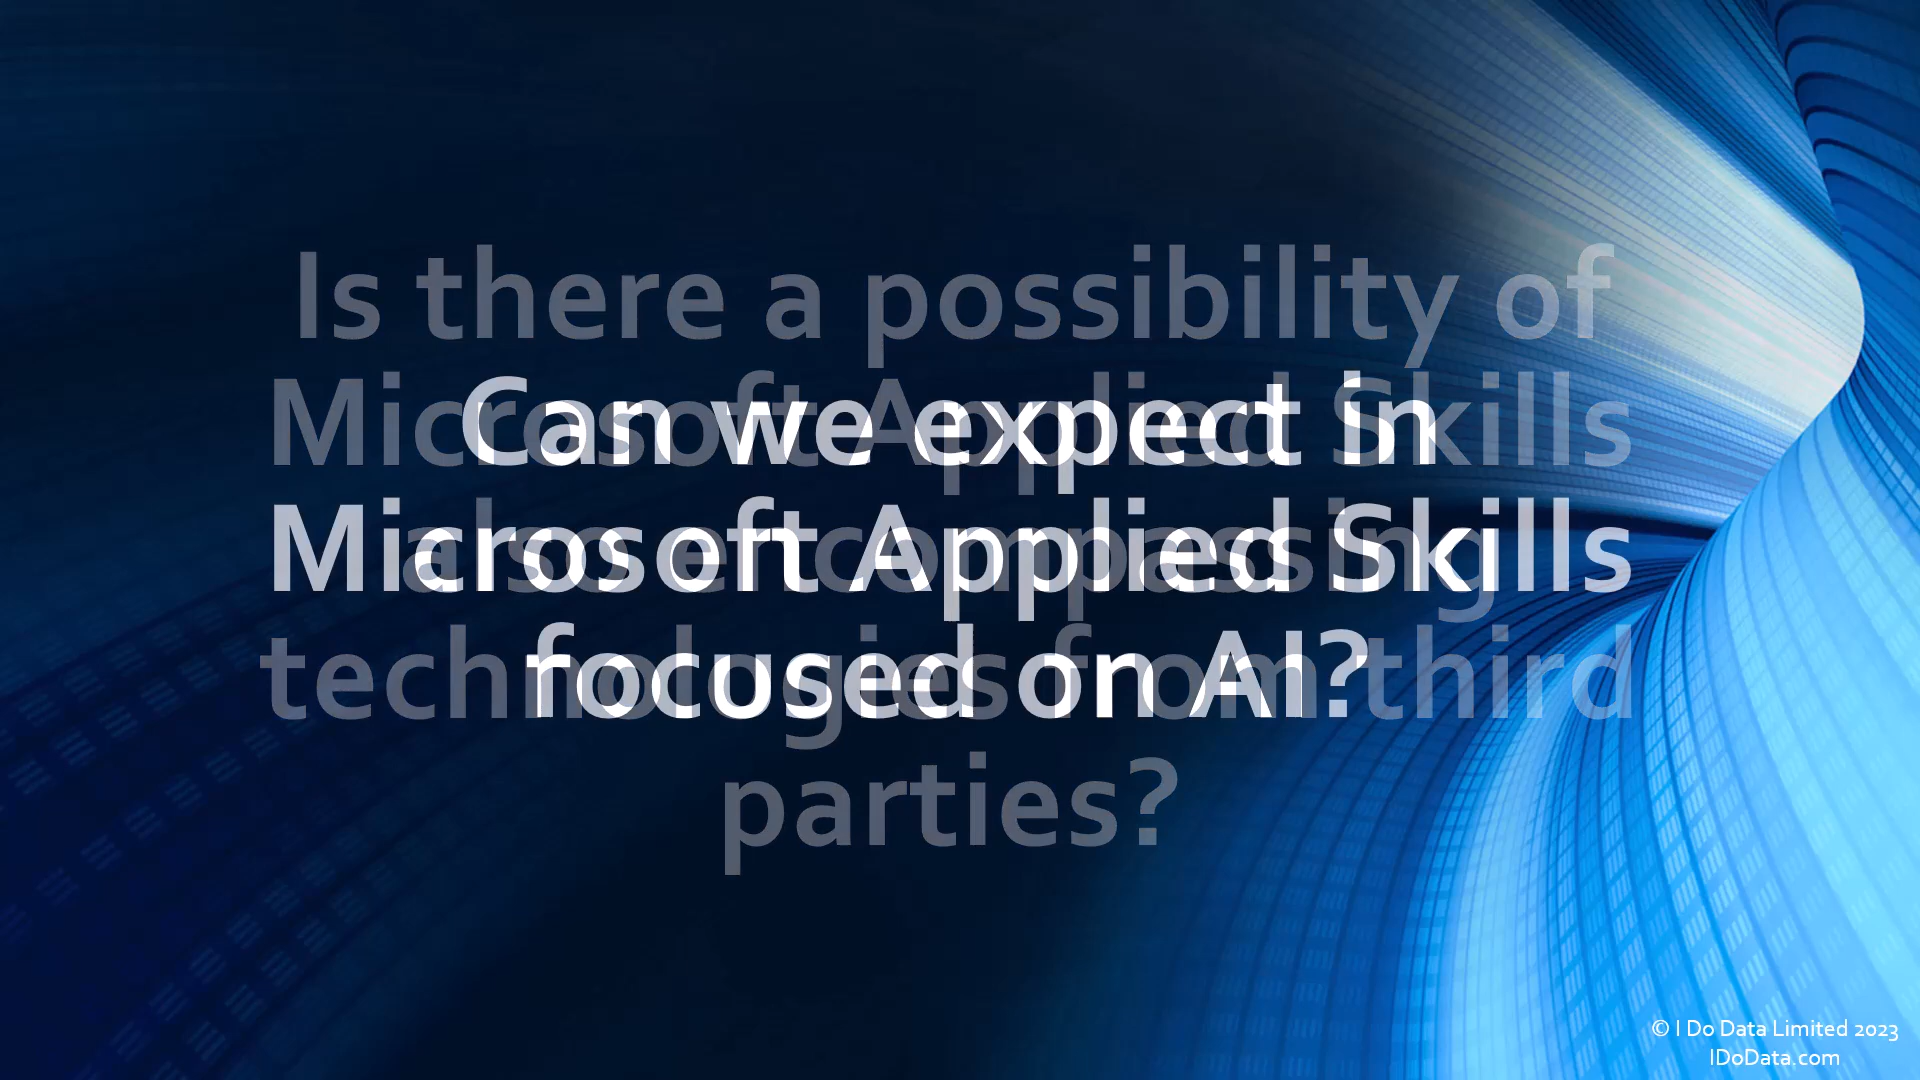 Is there a possibility of
Microsoft Applied Skills
also encompassing
technologies from third
parties?
Can we expect in
Microsoft Applied Skills
focused on AI?
© I Do Data Limited 2023
IDoData.com